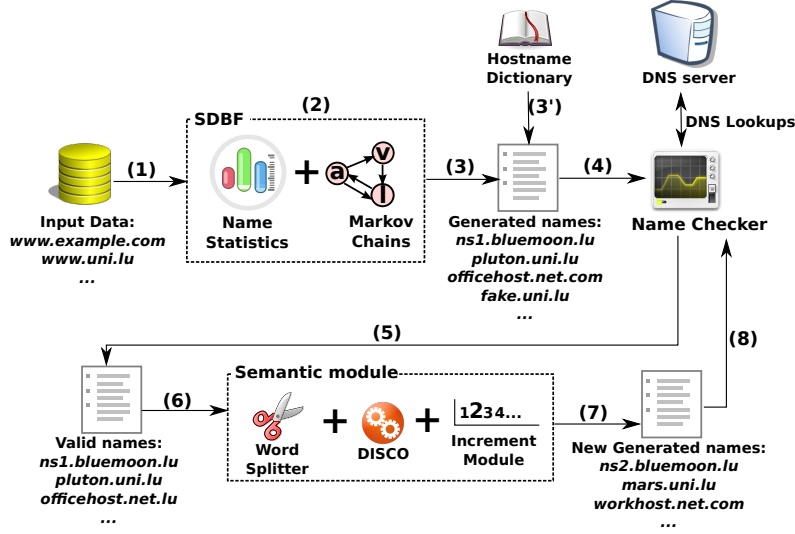 Hostname
Dictionary
DNS server
(3')
DNS Lookups
SDBF
(2)
(1)
+
a
v
l
(3)
(4)
Input Data:
www.example.com
www.uni.lu
...
Name
Statistics
Markov
Chains
Generated names:
ns1.bluemoon.lu
pluton.uni.lu
officehost.net.com
fake.uni.lu
...
Name Checker
(5)
(8)
Semantic module
(6)
+
+
1234...
(7)
Word
Splitter
DISCO
Increment
Module
Valid names:
ns1.bluemoon.lu
pluton.uni.lu
officehost.net.lu
...
New Generated names:
ns2.bluemoon.lu
mars.uni.lu
workhost.net.com
...